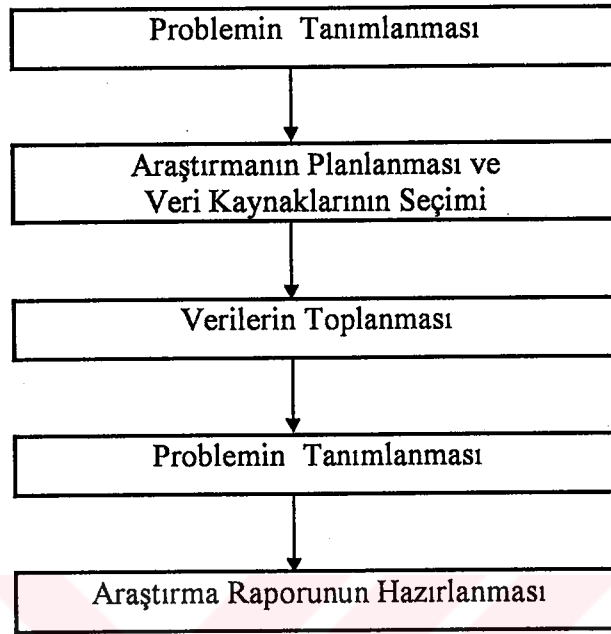 Problemin Tanımlanması
Araştırmanın Planlanması ve
Veri Kaynaklarının Seçimi
Verilerin Toplanması
Problemin Tanımlanması
Araştırma Raporunun Hazırlanması